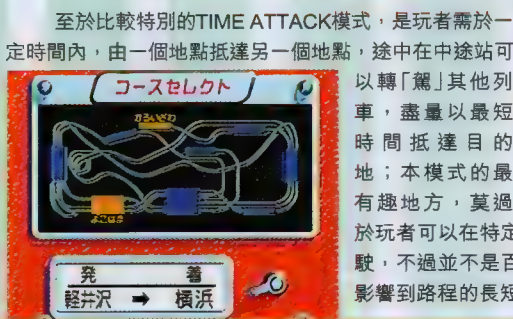 至於比較特別的TIME ATTACK模式，是玩者需於一
定時間內，由一個地點抵達另一個地點，途中在中途站可
以轉「駕」其他列
車，盡量以最短
時間抵達目的
地；本模式的最
有趣地方，莫過
於玩者可以在特定
駛，不過並不是百
影響到路程的長短
コースセレクト
かるいざわ
よこはま
発 着
軽井沢 ➡ 横浜